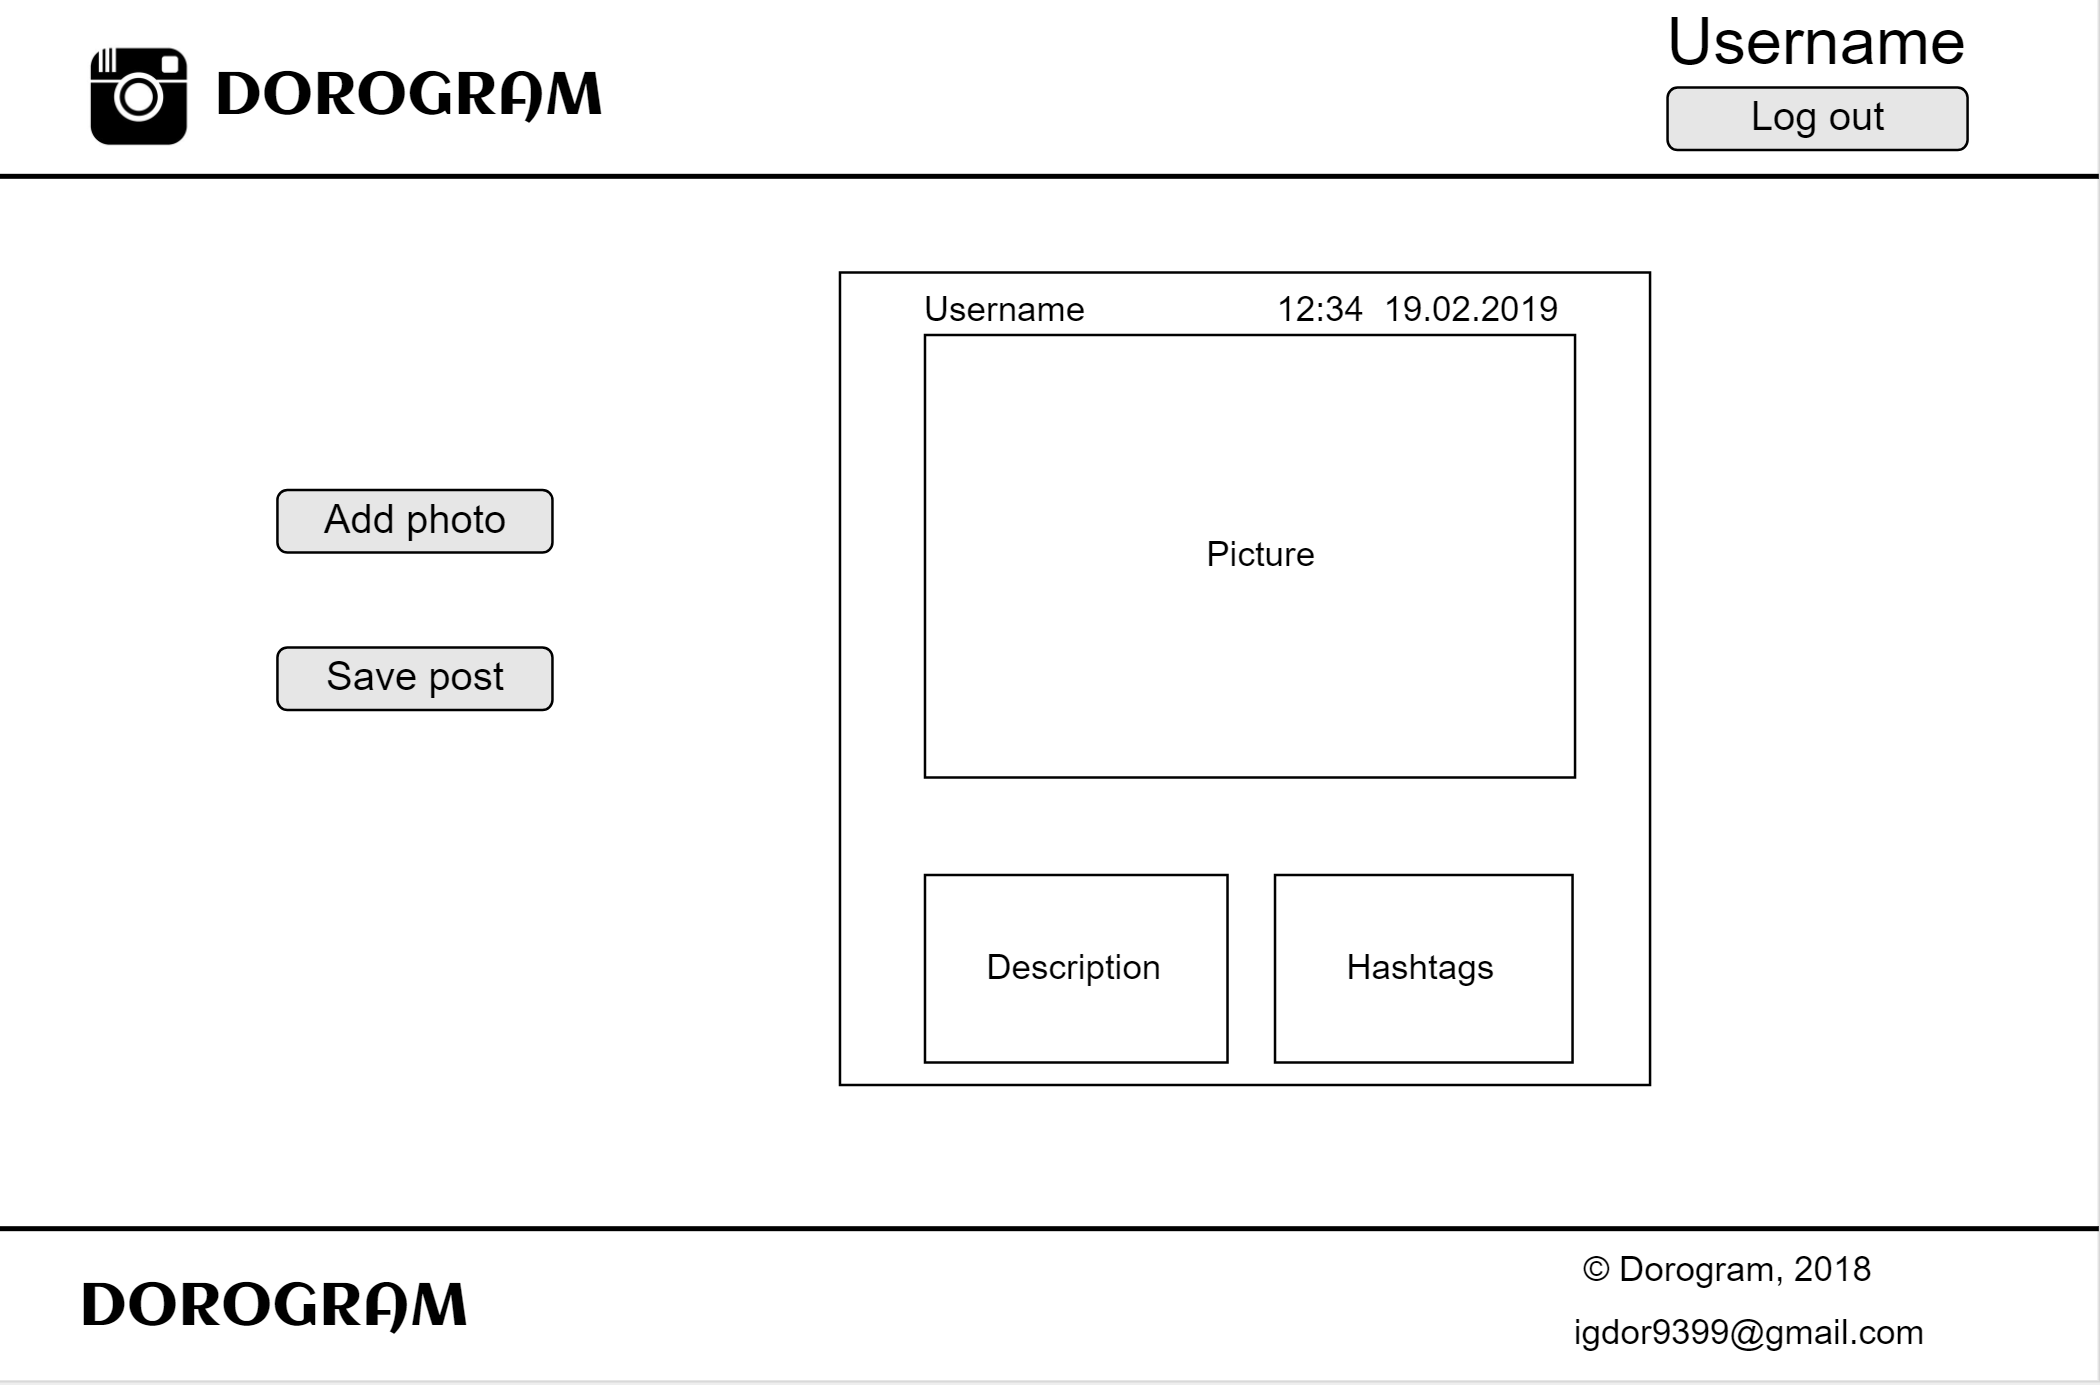 DOROGRAM
Username
Log out
Username 12:34 19.02.2019
Add photo
Picture
Save post
Description
Hashtags
DOROGRAM
© Dorogram, 2018
igdor9399@gmail.com